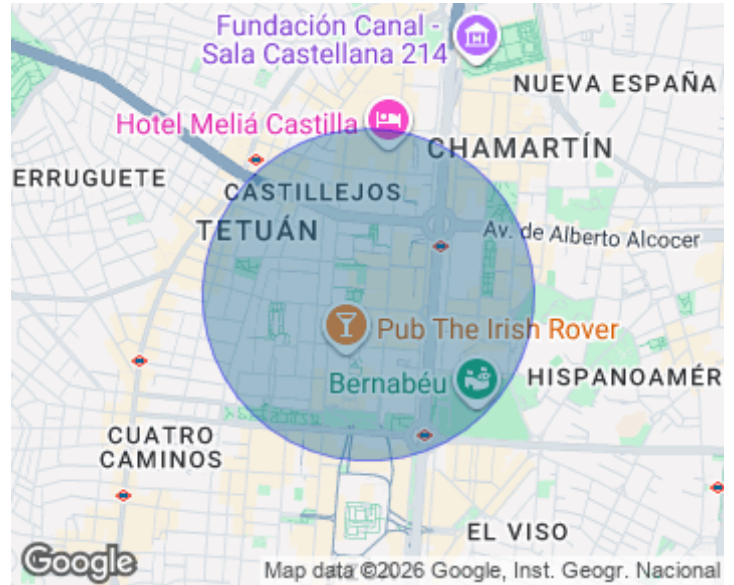 Fundación Canal -
Sala Castellana 214
NUEVA ESPAÑA
Hotel Meliá Castilla
CHAMARTÍN
ERRUGUETE
CASTILLEJOS
TETUÁN
Av. de Alberto Alcocer
Pub The Irish Rover
Bernabéu
HISPANOAMÉR
CUATRO
CAMINOS
EL VISO
Google
Map data ©2026 Google, Inst. Geogr. Nacional